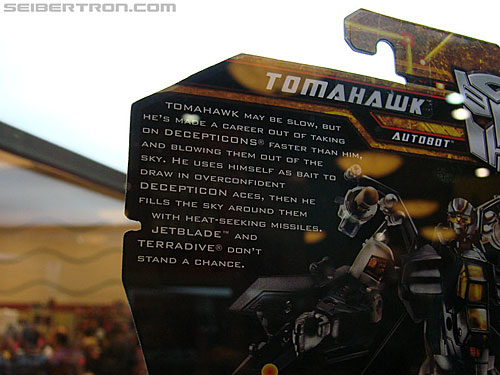 SEIBERTRON.COM
TOMAHAWK
AUTOBOT
TOMAHAWK MAY BE SLOW, BUT
HE'S MADE A CAREER OUT OF TAKING
ON DECEPTICONS® FASTER THAN HIM,
AND BLOWING THEM OUT OF THE
SKY. HE USES HIMSELF AS BAIT TO
DRAW IN OVERCONFIDENT
DECEPTICON ACES, THEN HE
FILLS THE SKY AROUND THEM
WITH HEAT-SEEKING MISSILES.
JETBLADE™ AND
TERRADIVE® DON'T
STAND A CHANCE.